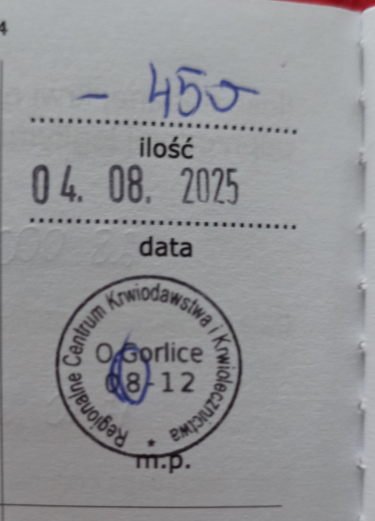 4
- 450
ilość
04. 08. 2025
data
Regionalne Centrum Krwiodawstwa i Krwiolecznictwa
O.Gorlice
08-12
*
m.p.